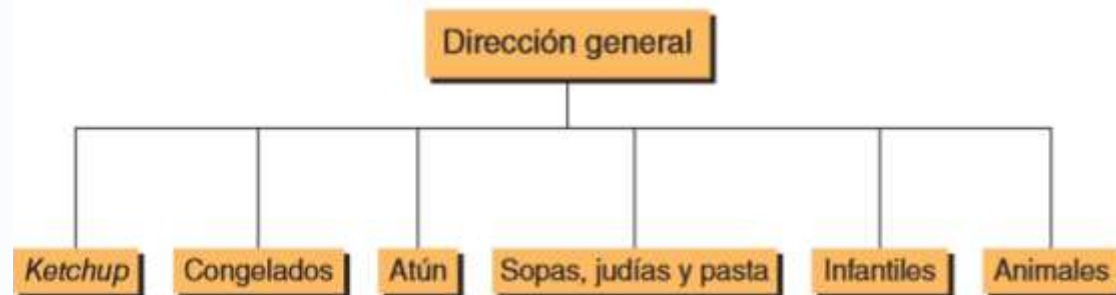 Dirección general
Ketchup
Congelados
Atún
Sopas, judías y pasta
Infantiles
Animales